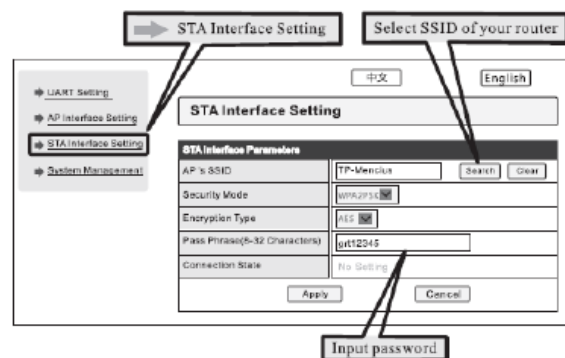 STA Interface Setting
Select SSID of your router
中文
English
UART Setting
AP Interface Setting
STA Interface Setting
System Management
STA Interface Setting
STA Interface Parameters
AP's SSID
TP-Mencius
Search
Clear
Security Mode
WPA2PSK
Encryption Type
AES
Pass Phrase(8-32 Characters)
grt12345
Connection State
No Setting
Apply
Cancel
Input password